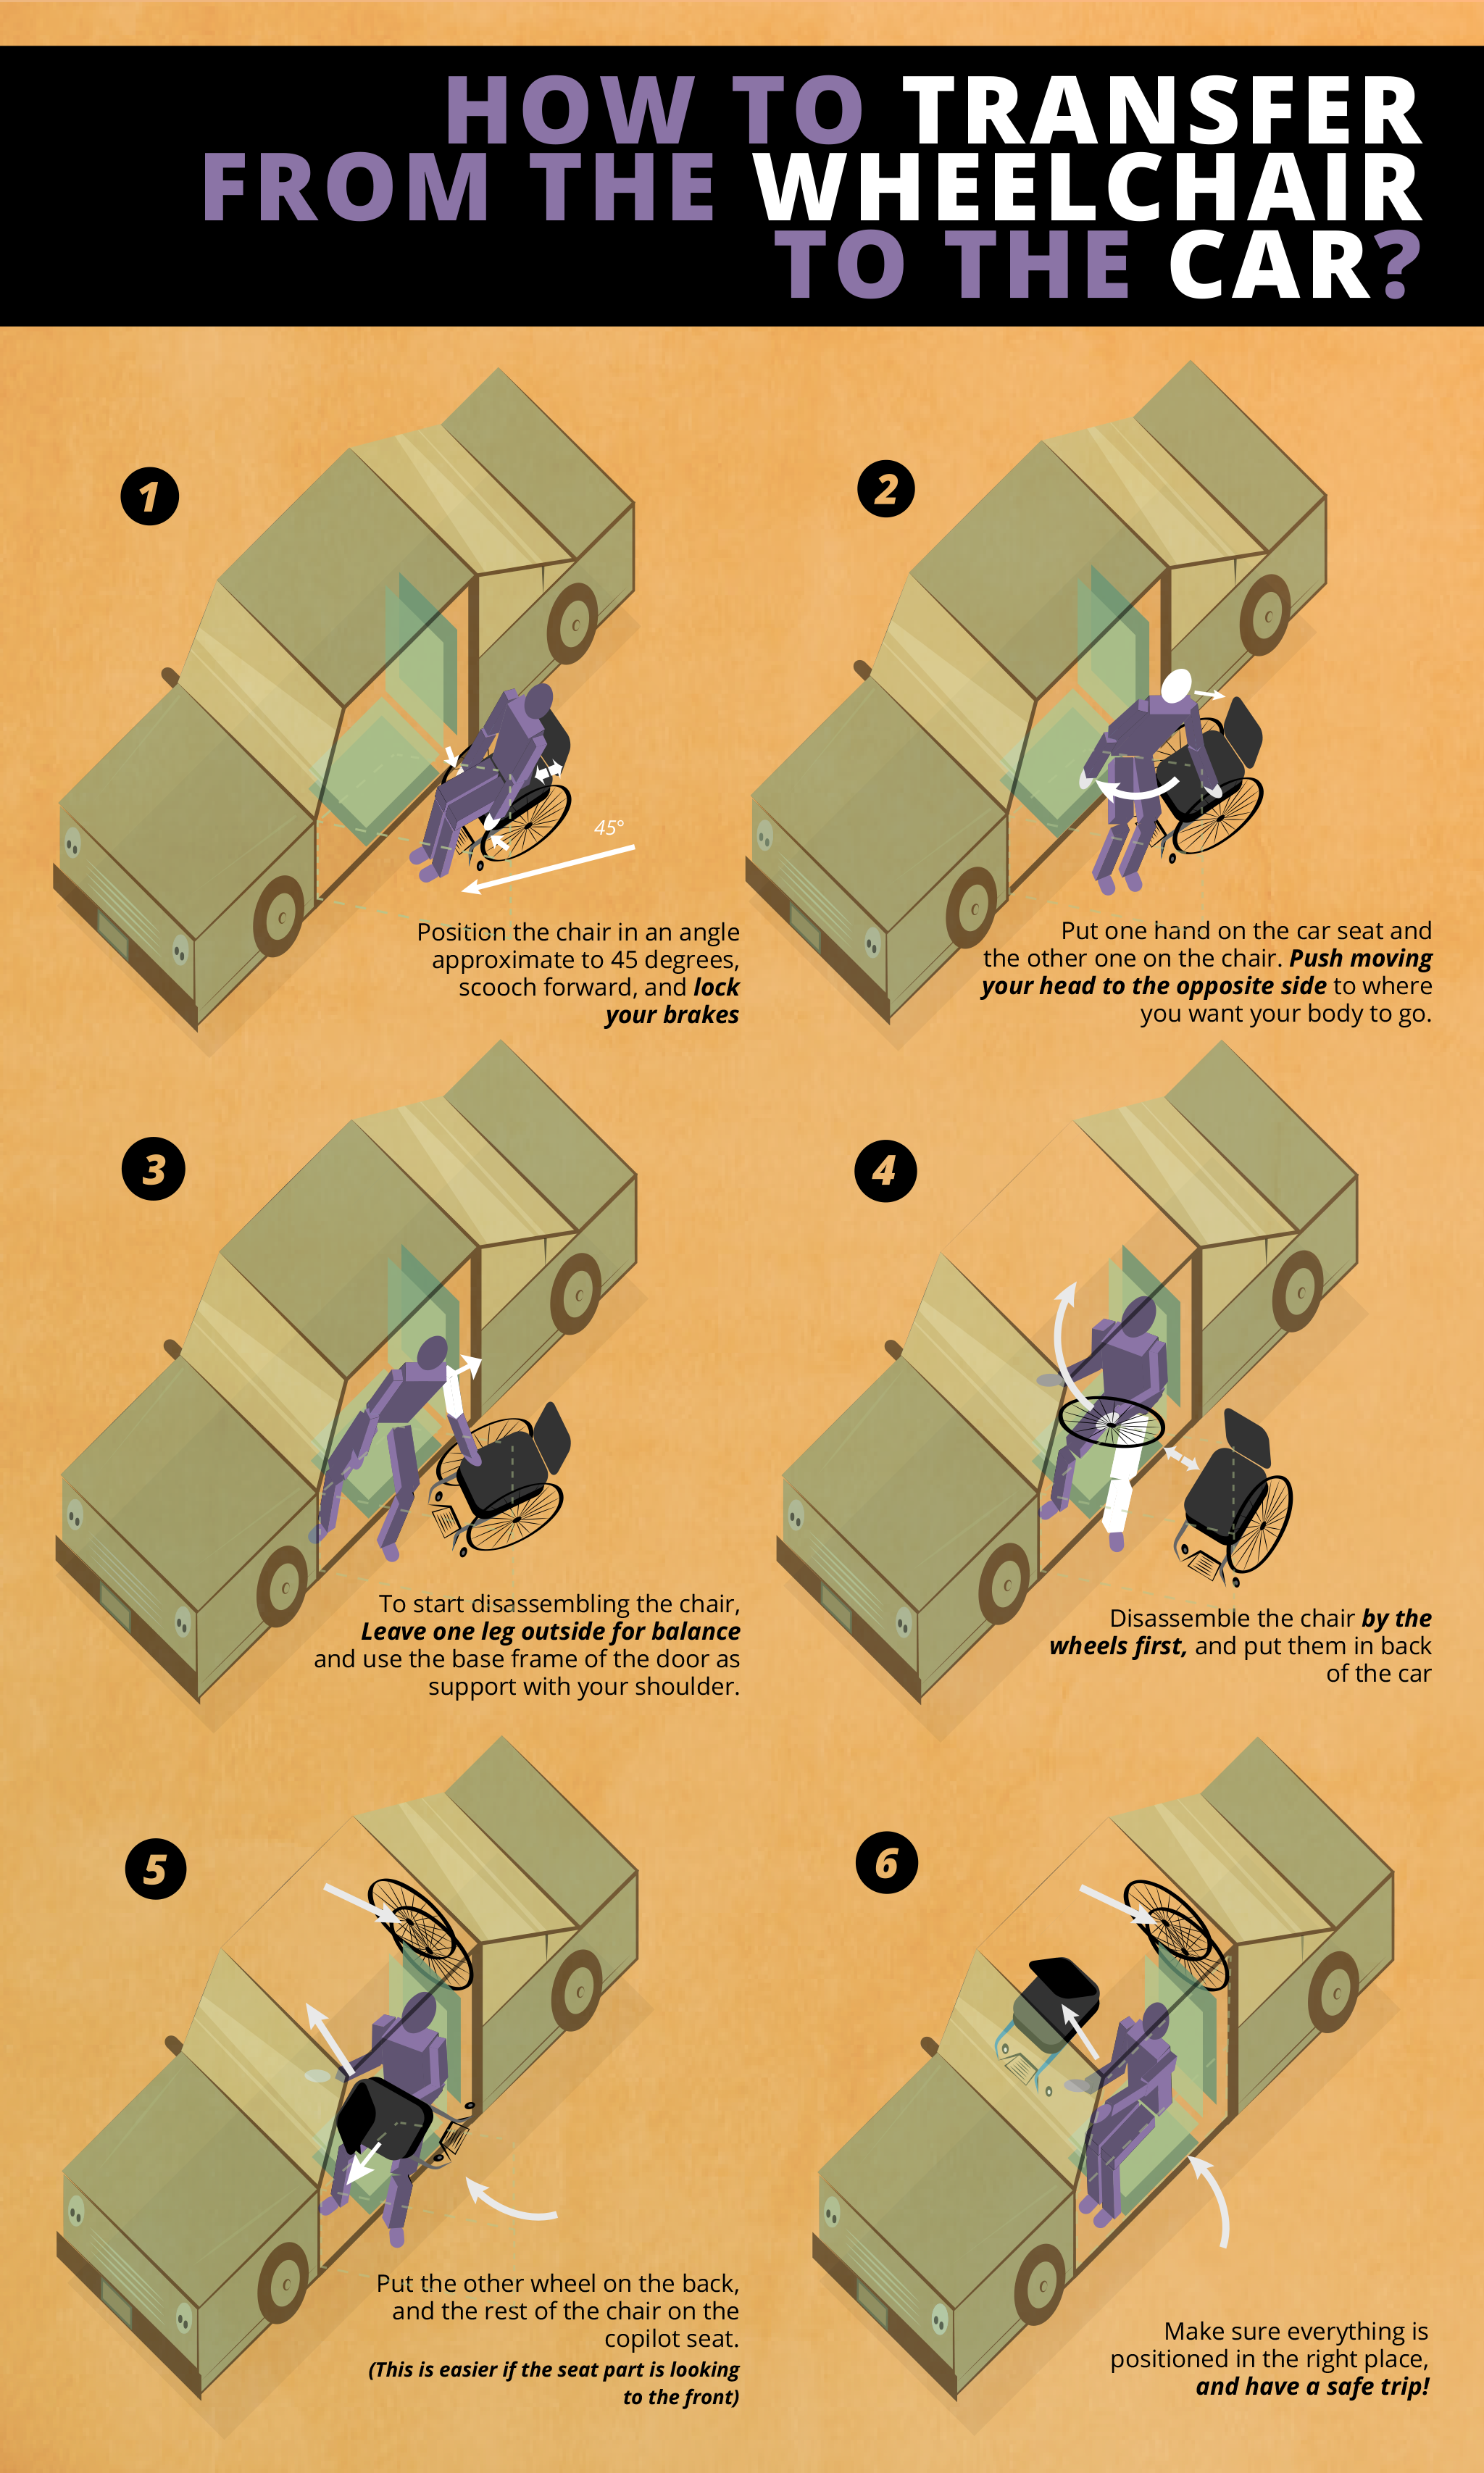 HOW TO TRANSFER
FROM THE WHEELCHAIR
TO THE CAR?
1
45°
Position the chair in an angle
approximate to 45 degrees,
scooch forward, and lock
your brakes
2
Put one hand on the car seat and
the other one on the chair. Push moving
your head to the opposite side to where
you want your body to go.
3
To start disassembling the chair,
Leave one leg outside for balance
and use the base frame of the door as
support with your shoulder.
4
Disassemble the chair by the
wheels first, and put them in back
of the car
5
Put the other wheel on the back,
and the rest of the chair on the
copilot seat.
(This is easier if the seat part is looking
to the front)
6
Make sure everything is
positioned in the right place,
and have a safe trip!